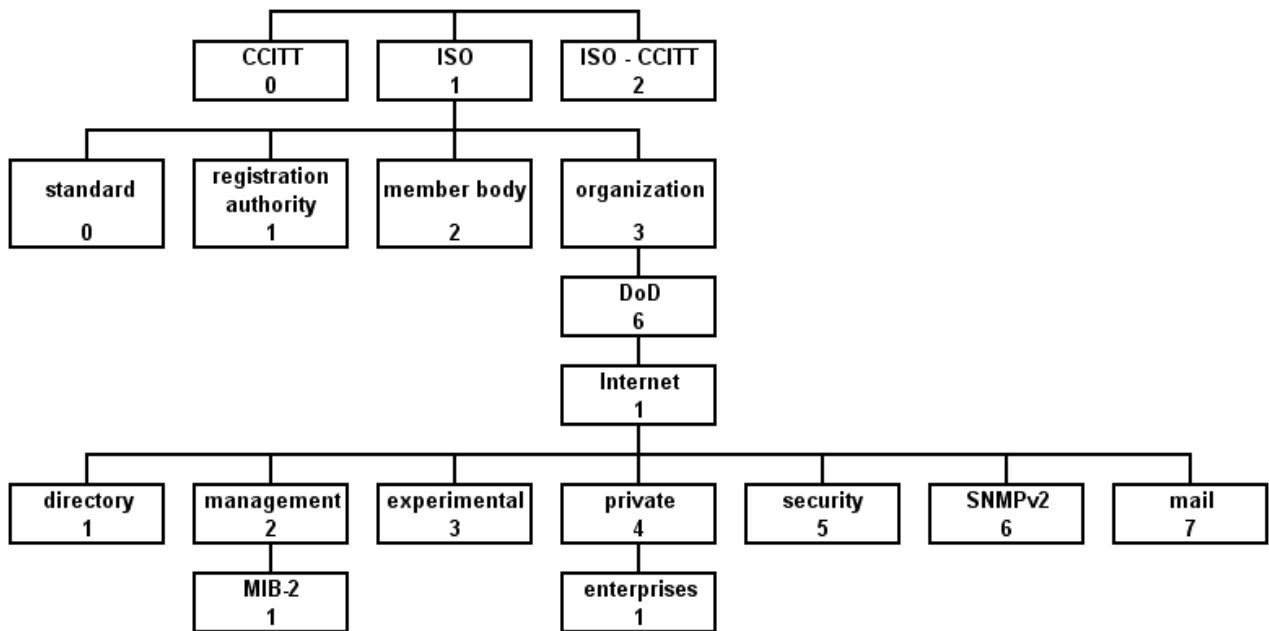 CCITT
0
ISO
1
ISO - CCITT
2
standard
0
registration
authority
1
member body
2
organization
3
DoD
6
Internet
1
directory
1
management
2
experimental
3
private
4
security
5
SNMPv2
6
mail
7
MIB-2
1
enterprises
1